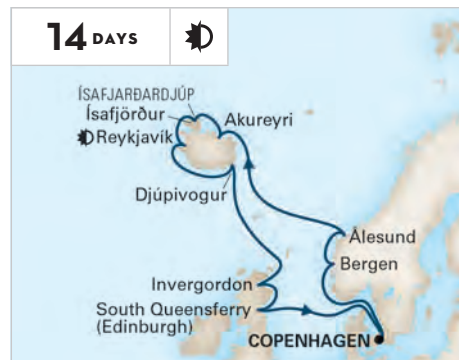 14 DAYS
ÍSAFJARÐARDJÚP
Ísafjörður
Akureyri
Reykjavík
Djúpivogur
Ålesund
Bergen
Invergordon
South Queensferry
(Edinburgh)
COPENHAGEN